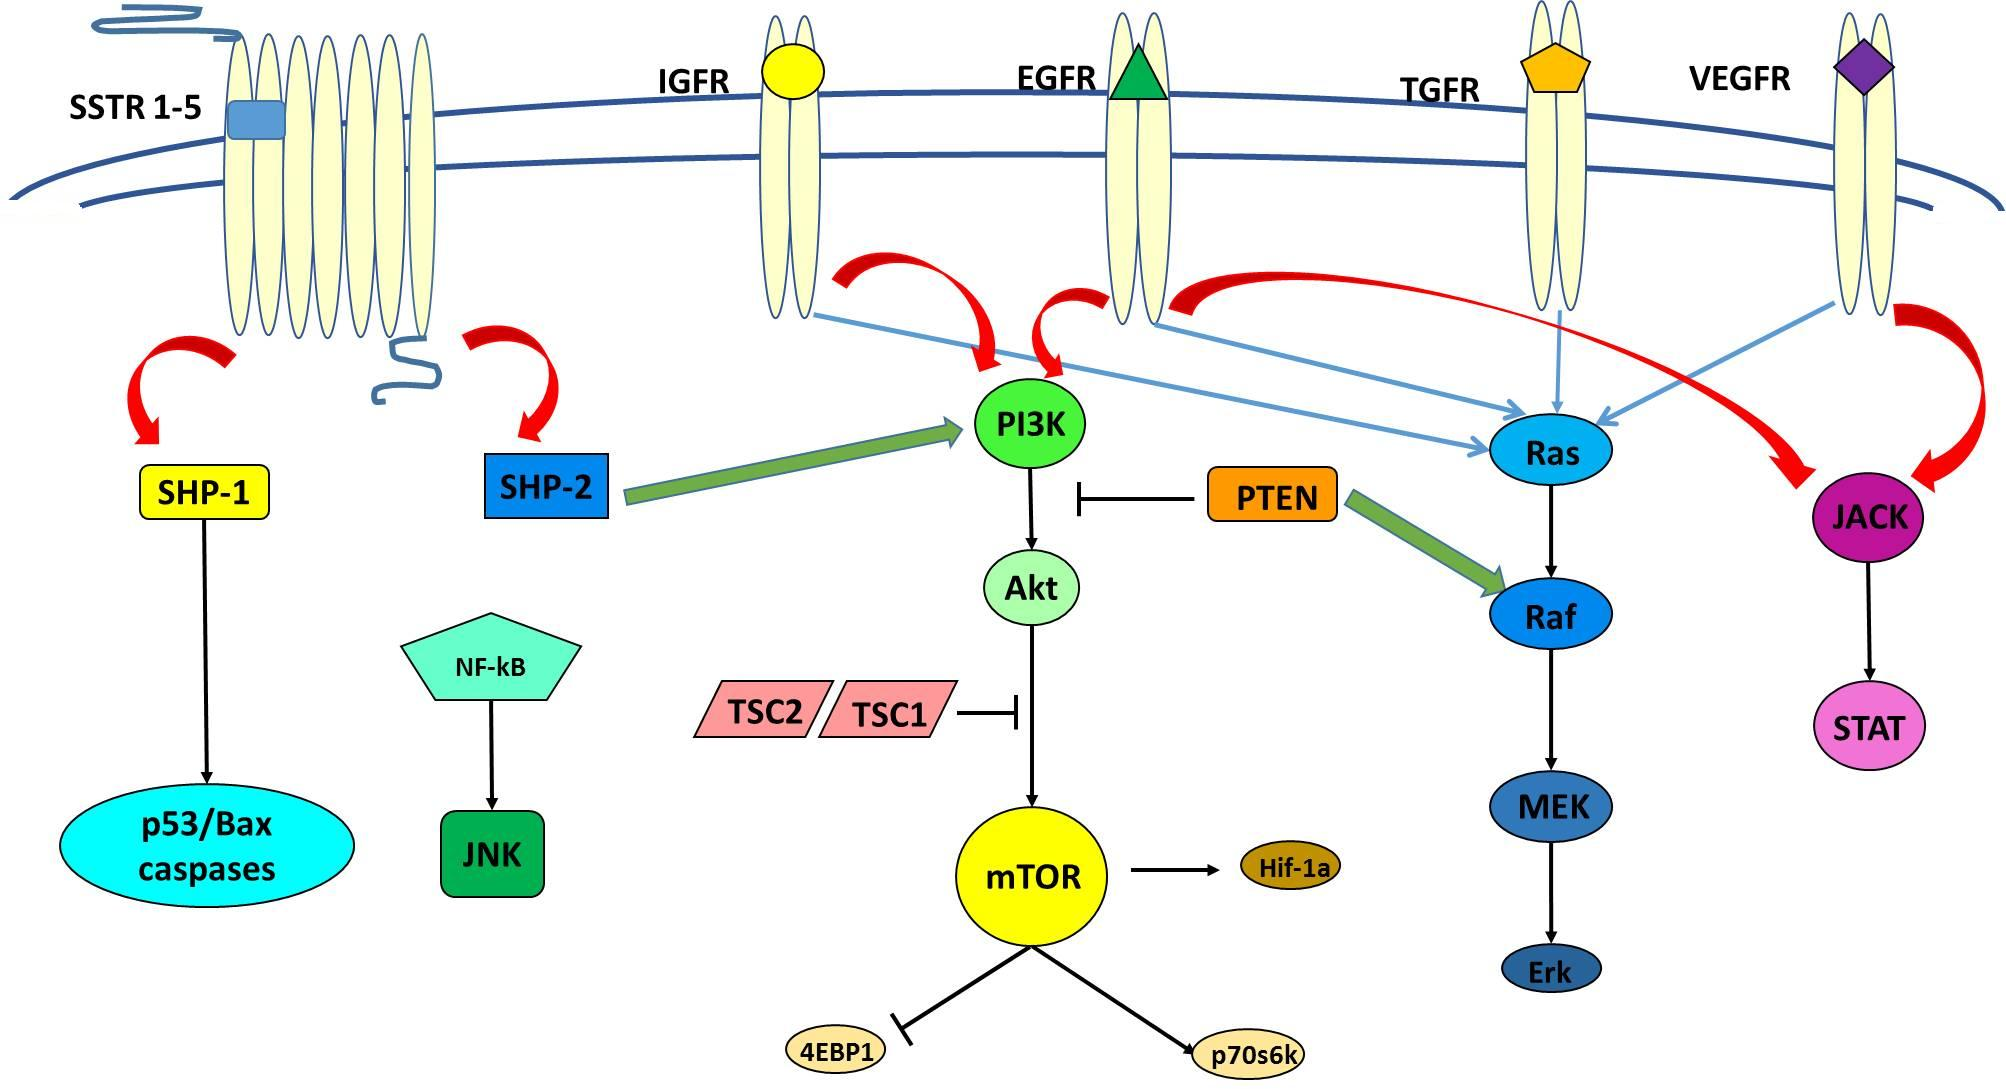 IGFR
EGFR
TGFR
VEGFR
SSTR 1-5
PI3K
Ras
SHP-1
SHP-2
PTEN
JACK
Akt
Raf
NF-kB
TSC2
TSC1
STAT
p53/Bax
caspases
JNK
mTOR
Hif-1a
MEK
Erk
4EBP1
p70s6k